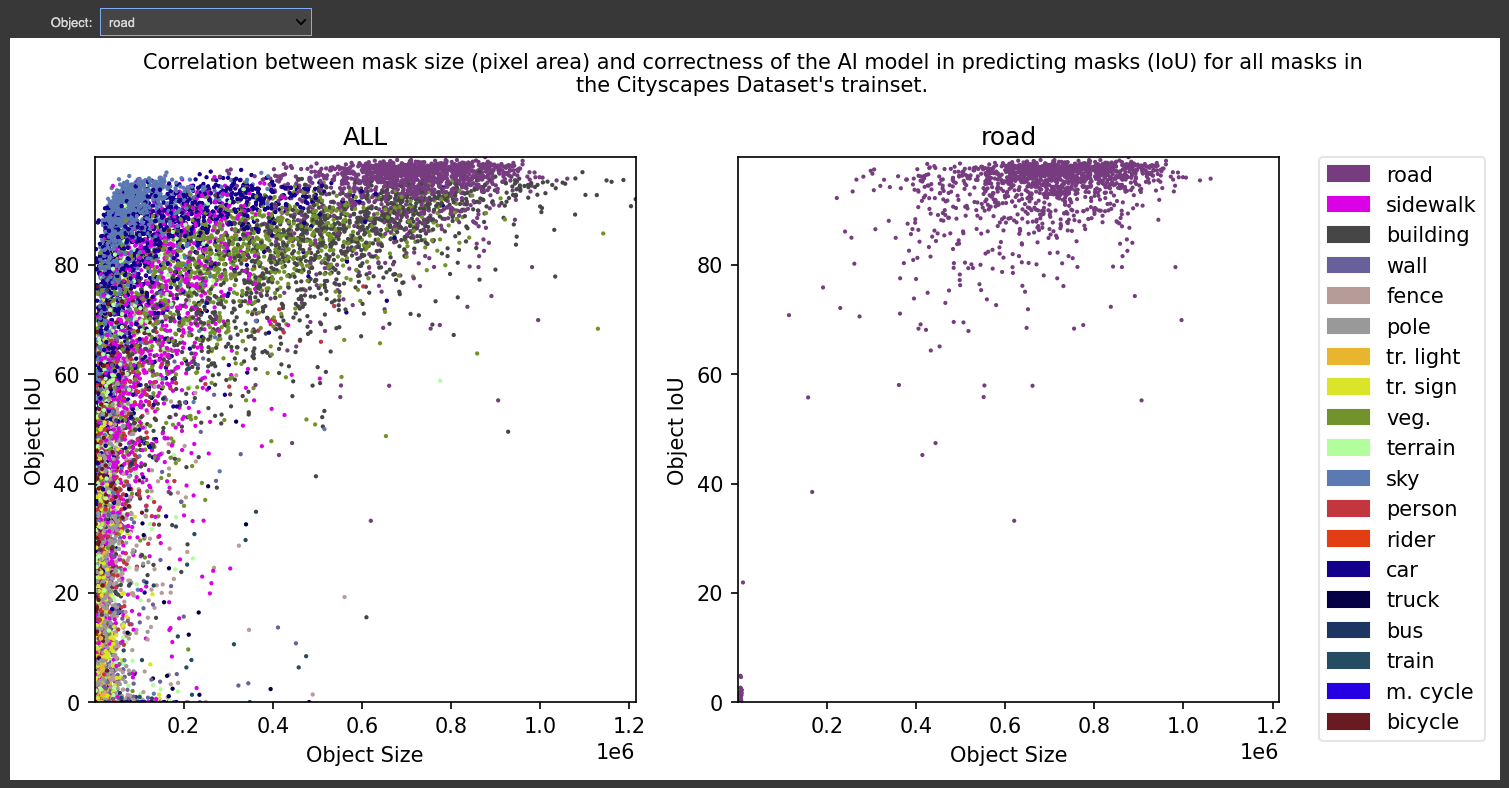 Object: road
Correlation between mask size (pixel area) and correctness of the AI model in predicting masks (IoU) for all masks in
the Cityscapes Dataset's trainset.
ALL
80
60
40
20
0
Object IoU
0.2 0.4 0.6 0.8 1.0 1.2
1e6
Object Size
road
80
60
40
20
0
Object IoU
0.2 0.4 0.6 0.8 1.0 1.2
1e6
Object Size
road
sidewalk
building
wall
fence
pole
tr. light
tr. sign
veg.
terrain
sky
person
rider
car
truck
bus
train
m. cycle
bicycle